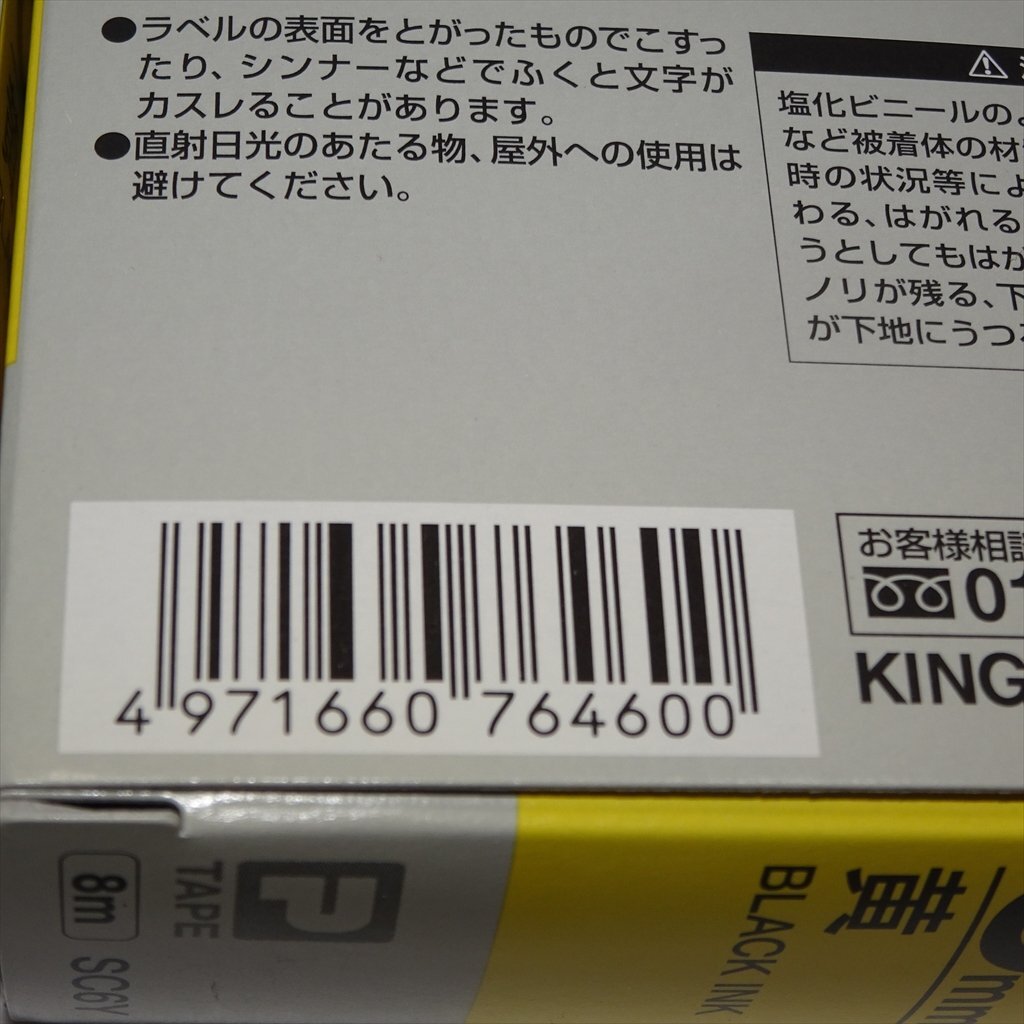 ●ラベルの表面をとがったものでこすっ
たり、シンナーなどでふくと文字が
カスレることがあります。
●直射日光のあたる物、屋外への使用は
避けてください。
塩化ビニールの
など被着体の材
時の状況等によ
わる、はがれる
うとしてもはが
ノリが残る、下
が下地にうつ
お客様相談
01
KING
4 971660 764600
8m SC6Y
TAPE
P
BLACK INK
黄
mm